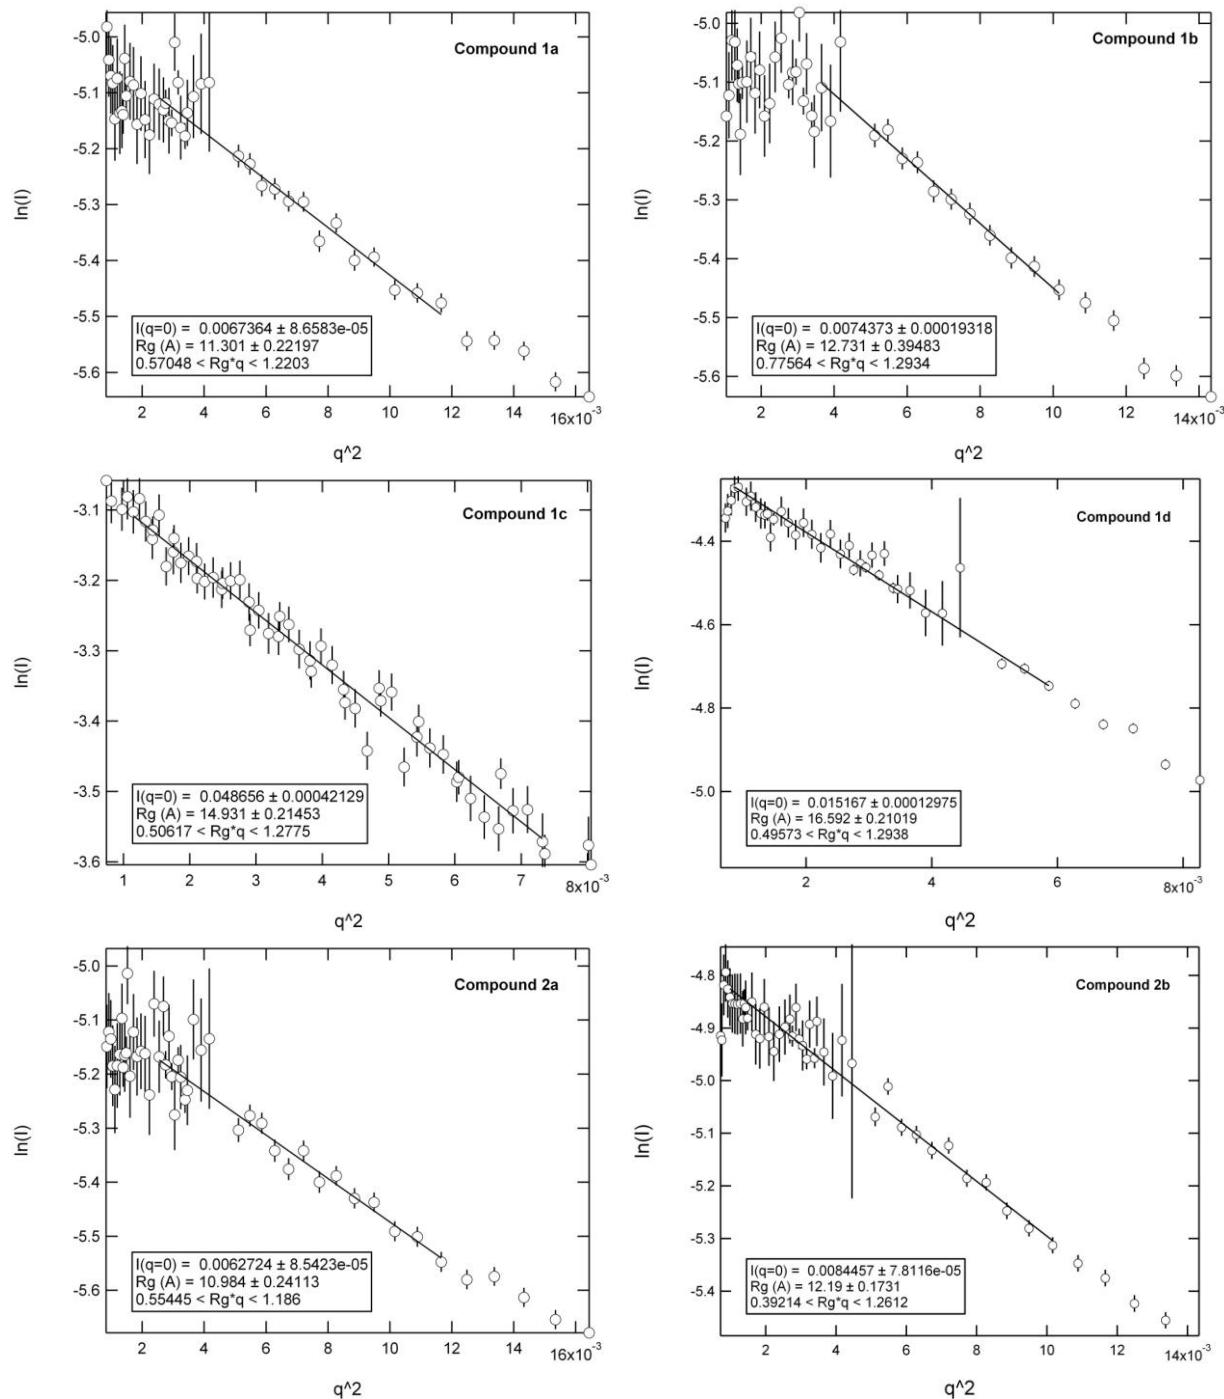 Compound 1a
ln(I)
-5.0
-5.1
-5.2
-5.3
-5.4
-5.5
-5.6
I(q=0) = 0.0067364 ± 8.6583e-05
Rg (A) = 11.301 ± 0.22197
0.57048 < Rg*q < 1.2203
2 4 6 8 10 12 14 16x10⁻³
q^2
Compound 1b
ln(I)
-5.0
-5.1
-5.2
-5.3
-5.4
-5.5
-5.6
I(q=0) = 0.0074373 ± 0.00019318
Rg (A) = 12.731 ± 0.39483
0.77564 < Rg*q < 1.2934
2 4 6 8 10 12 14x10⁻³
q^2
Compound 1c
ln(I)
-3.1
-3.2
-3.3
-3.4
-3.5
-3.6
I(q=0) = 0.048656 ± 0.00042129
Rg (A) = 14.931 ± 0.21453
0.50617 < Rg*q < 1.2775
1 2 3 4 5 6 7 8x10⁻³
q^2
Compound 1d
ln(I)
-4.4
-4.6
-4.8
-5.0
I(q=0) = 0.015167 ± 0.00012975
Rg (A) = 16.592 ± 0.21019
0.49573 < Rg*q < 1.2938
2 4 6 8x10⁻³
q^2
Compound 2a
ln(I)
-5.0
-5.1
-5.2
-5.3
-5.4
-5.5
-5.6
I(q=0) = 0.0062724 ± 8.5423e-05
Rg (A) = 10.984 ± 0.24113
0.55445 < Rg*q < 1.186
2 4 6 8 10 12 14 16x10⁻³
q^2
Compound 2b
ln(I)
-4.8
-4.9
-5.0
-5.1
-5.2
-5.3
-5.4
I(q=0) = 0.0084457 ± 7.8116e-05
Rg (A) = 12.19 ± 0.1731
0.39214 < Rg*q < 1.2612
2 4 6 8 10 12 14x10⁻³
q^2